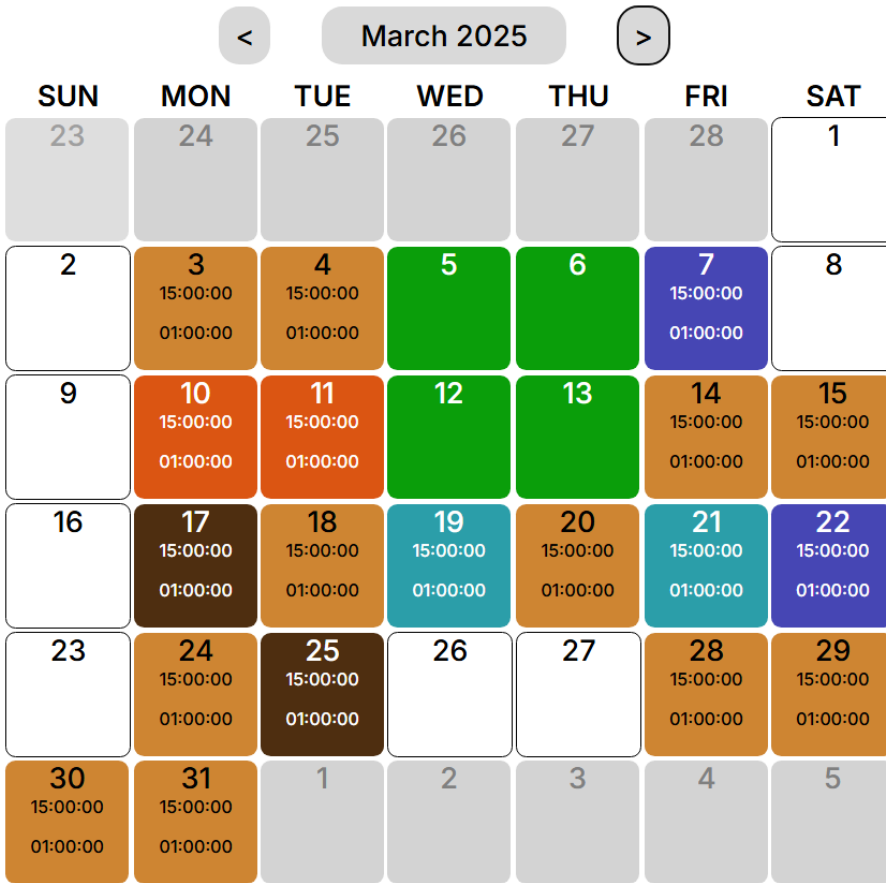 < March 2025 >
SUN MON TUE WED THU FRI SAT
23 24 25 26 27 28 1
2 3 4 5 6 7 8
15:00:00 15:00:00 15:00:00
01:00:00 01:00:00 01:00:00
9 10 11 12 13 14 15
15:00:00 15:00:00 15:00:00 15:00:00
01:00:00 01:00:00 01:00:00 01:00:00
16 17 18 19 20 21 22
15:00:00 15:00:00 15:00:00 15:00:00 15:00:00 15:00:00
01:00:00 01:00:00 01:00:00 01:00:00 01:00:00 01:00:00
23 24 25 26 27 28 29
15:00:00 15:00:00 15:00:00 15:00:00
01:00:00 01:00:00 01:00:00 01:00:00
30 31 1 2 3 4 5
15:00:00 15:00:00
01:00:00 01:00:00